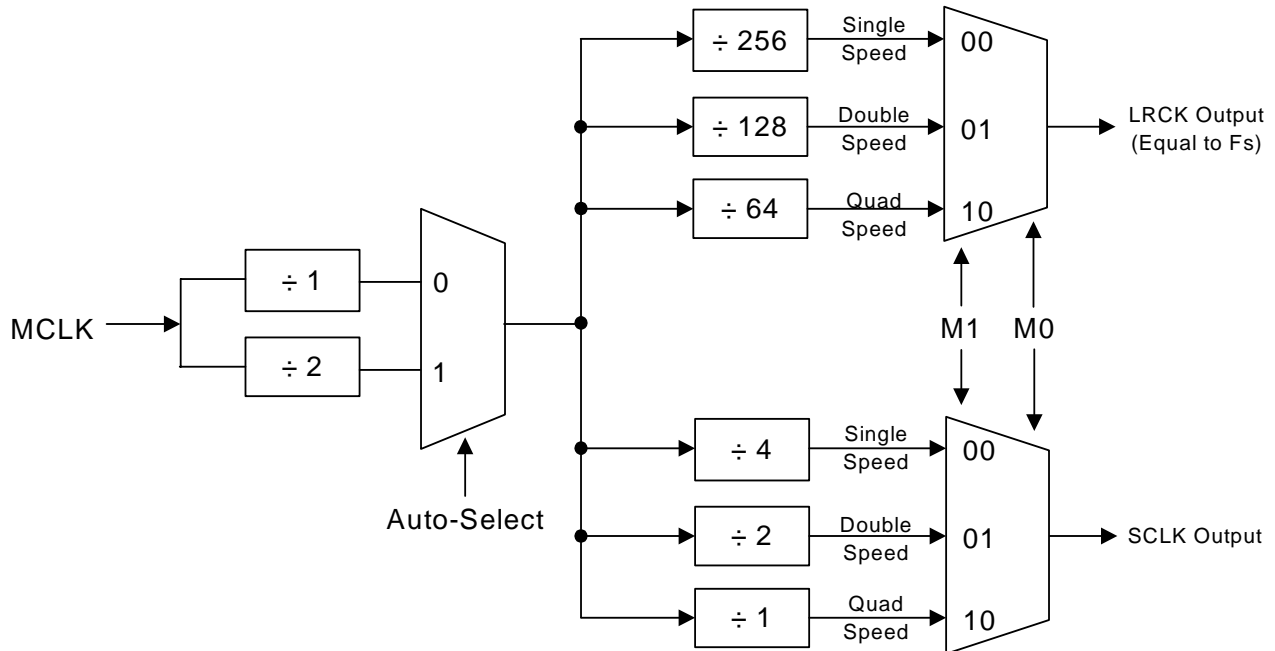 ÷ 256
Single
Speed
00
÷ 128
Double
Speed
01
LRCK Output
(Equal to Fs)
÷ 64
Quad
Speed
10
MCLK
÷ 1
0
÷ 2
1
Auto-Select
M1
M0
÷ 4
Single
Speed
00
÷ 2
Double
Speed
01
SCLK Output
÷ 1
Quad
Speed
10